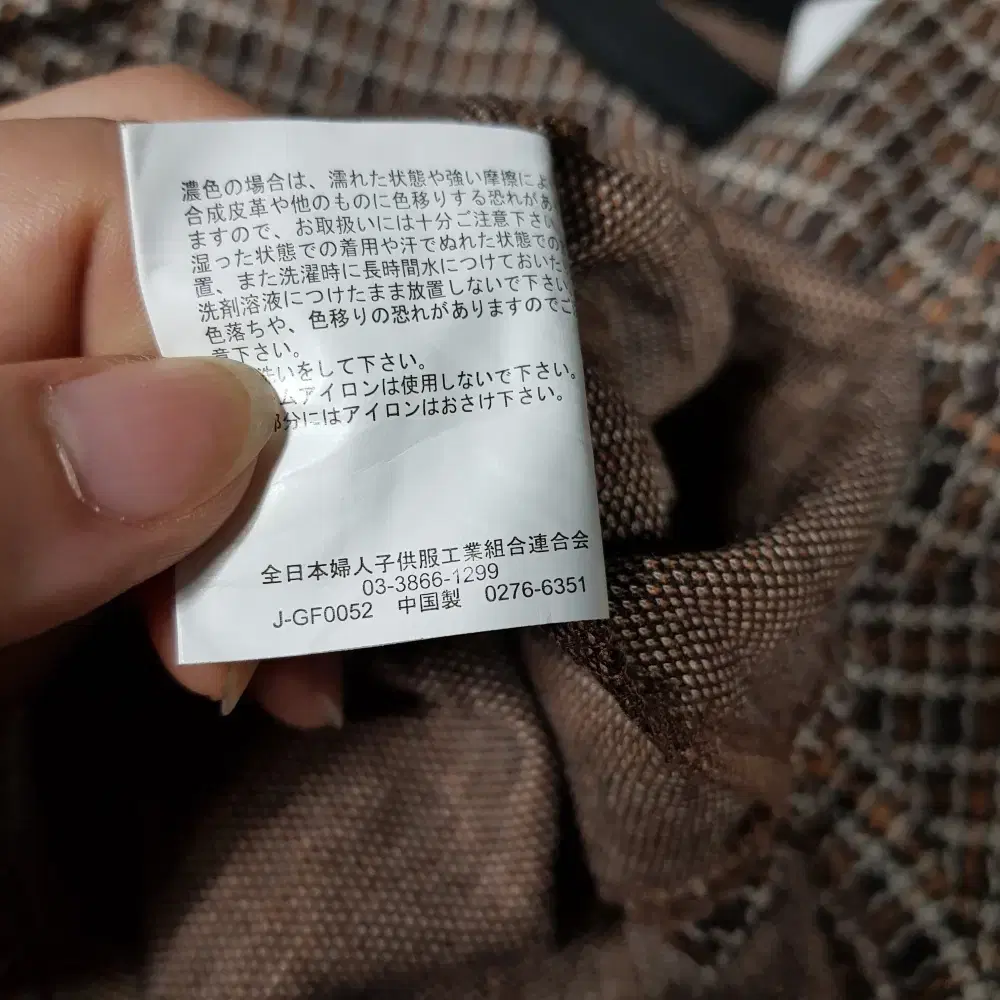 濃色の場合は、濡れた状態や強い摩擦によ
合成皮革や他のものに色移りする恐れがあ
ますので、お取扱いには十分ご注意下さい
湿った状態での着用や汗でぬれた状態での
置、また洗濯時に長時間水につけておいた
洗剤溶液につけたまま放置しないで下さい
色落ちや、色移りの恐れがありますのでご
意下さい。
洗いをして下さい。
ムアイロンは使用しないで下さい。
部分にはアイロンはおさけ下さい。
全日本婦人子供服工業組合連合会
03-3866-1299
J-GF0052 中国製 0276-6351